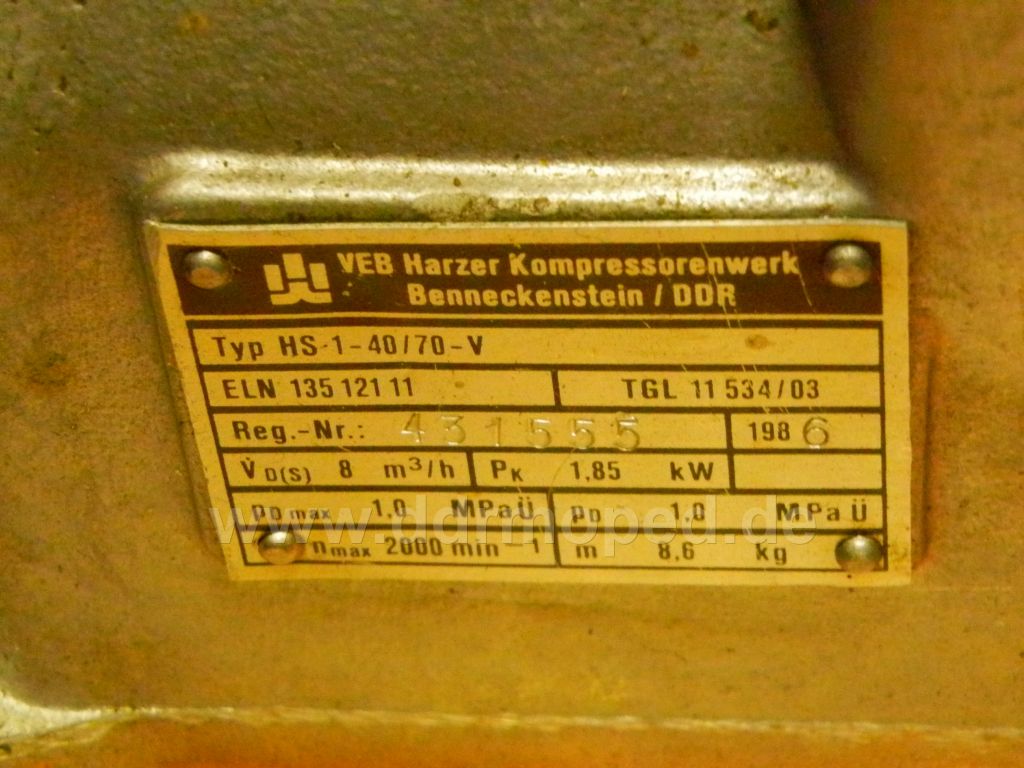 VEB Harzer Kompressorenwerk
Benneckenstein / DDR
Typ HS-1-40/70-V
ELN 135 121 11 TGL 11 534/03
Reg.-Nr.: 431555 1986
V̇D(S) 8 m³/h PK 1,85 kW
pD max 1,0 MPaÜ pD 1,0 MPaÜ
nmax 2000 min-1 m 8,6 kg
www.ddrmoped.de